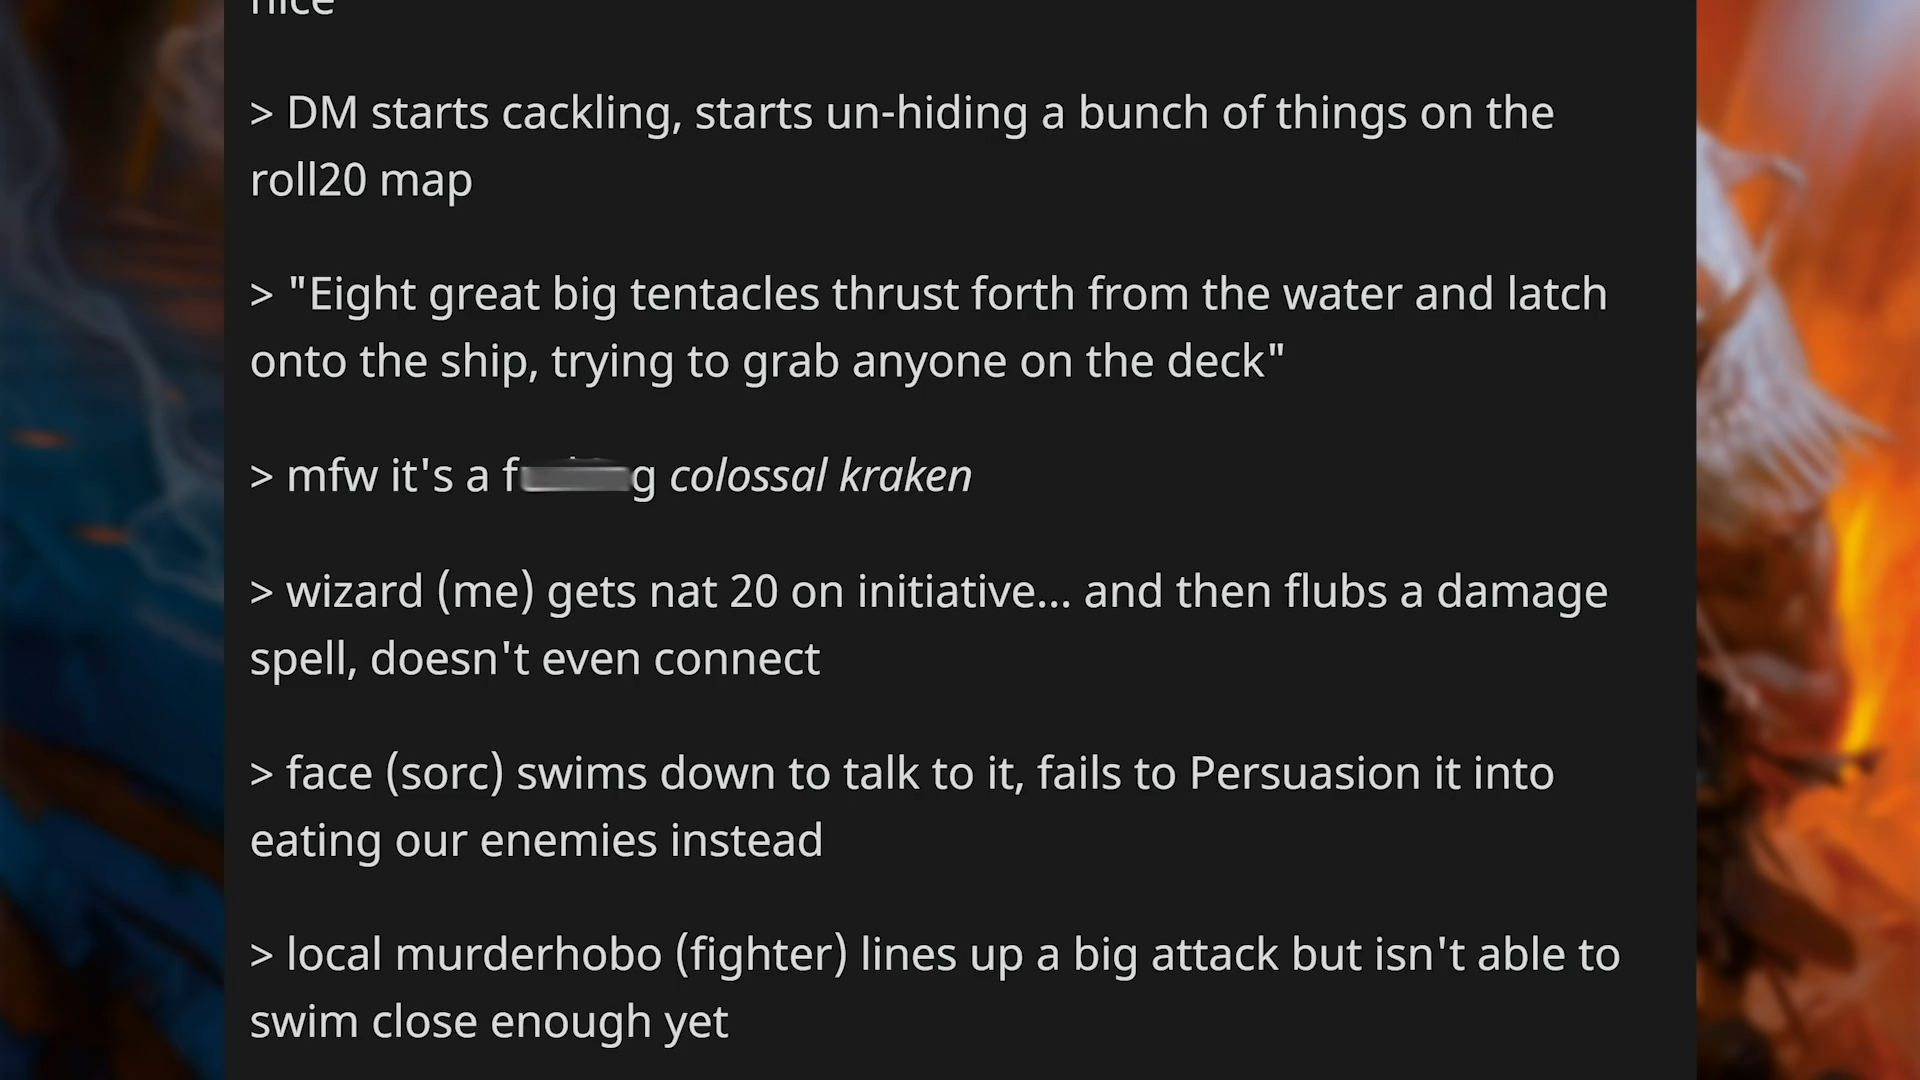 nice
> DM starts cackling, starts un-hiding a bunch of things on the
roll20 map
> "Eight great big tentacles thrust forth from the water and latch
onto the ship, trying to grab anyone on the deck"
> mfw it's a f g colossal kraken
> wizard (me) gets nat 20 on initiative... and then flubs a damage
spell, doesn't even connect
> face (sorc) swims down to talk to it, fails to Persuasion it into
eating our enemies instead
> local murderhobo (fighter) lines up a big attack but isn't able to
swim close enough yet